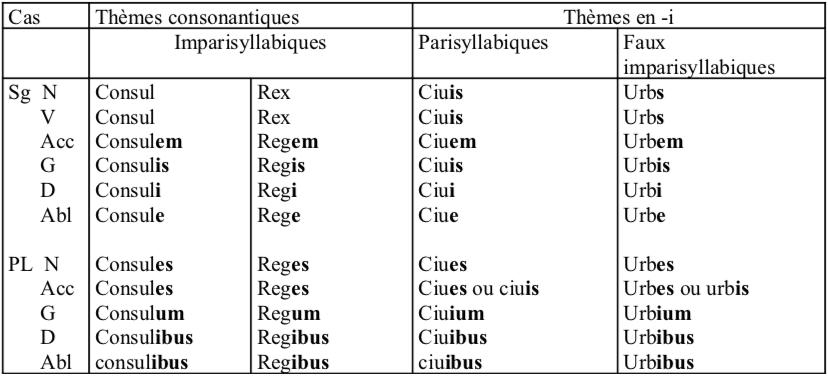 Cas Thèmes consonantiques Thèmes en -i
Imparisyllabiques Parisyllabiques Faux
imparisyllabiques
Sg N Consul Rex Ciuis Urbs
V Consul Rex Ciuis Urbs
Acc Consulem Regem Ciuem Urbem
G Consulis Regis Ciuis Urbis
D Consuli Regi Ciui Urbi
Abl Consule Rege Ciue Urbe
PL N Consules Reges Ciues Urbes
Acc Consules Reges Ciues ou ciuis Urbes ou urbis
G Consulum Regum Ciuium Urbium
D Consulibus Regibus Ciuibus Urbibus
Abl consulibus Regibus ciuibus Urbibus